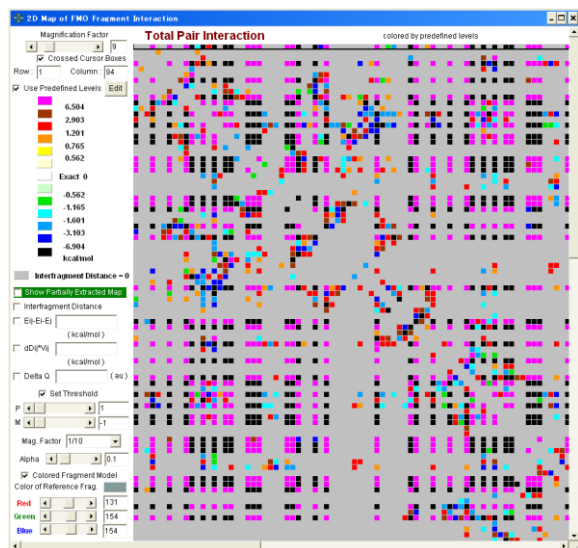 2D Map of FMO Fragment Interaction
Magnification Factor
9
Crossed Cursor Boxes
Row : 1 Column : 94
Use Predefined Levels Edit
6.504
2.903
1.201
0.765
0.562
Exact 0
-0.562
-1.165
-1.601
-3.103
-6.904
kcal/mol
Interfragment Distance = 0
Show Partially Extracted Map
Interfragment Distance
Eij-Ei-Ej
(kcal/mol)
dDij*Vij
(kcal/mol)
Delta Q (au)
Set Threshold
P 1
M -1
Mag. Factor 1/10
Alpha 0.1
Colored Fragment Model
Color of Reference Frag.
Red 131
Green 154
Blue 154
Total Pair Interaction
colored by predefined levels